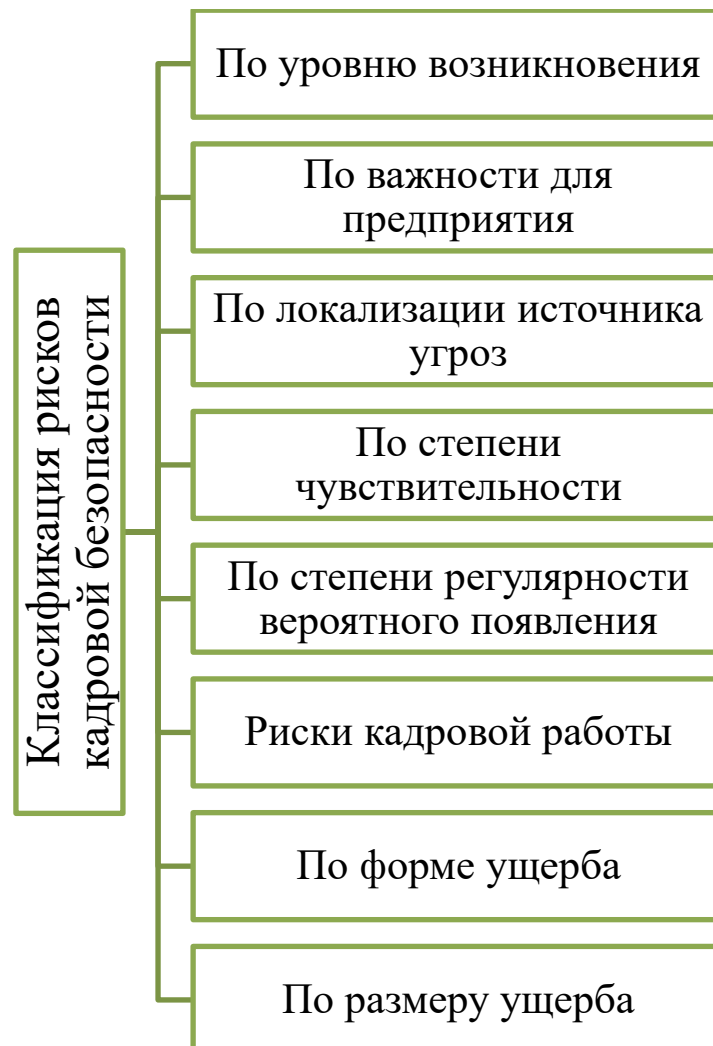 Классификация рисков
кадровой безопасности
По уровню возникновения
По важности для
предприятия
По локализации источника
угроз
По степени
чувствительности
По степени регулярности
вероятного появления
Риски кадровой работы
По форме ущерба
По размеру ущерба